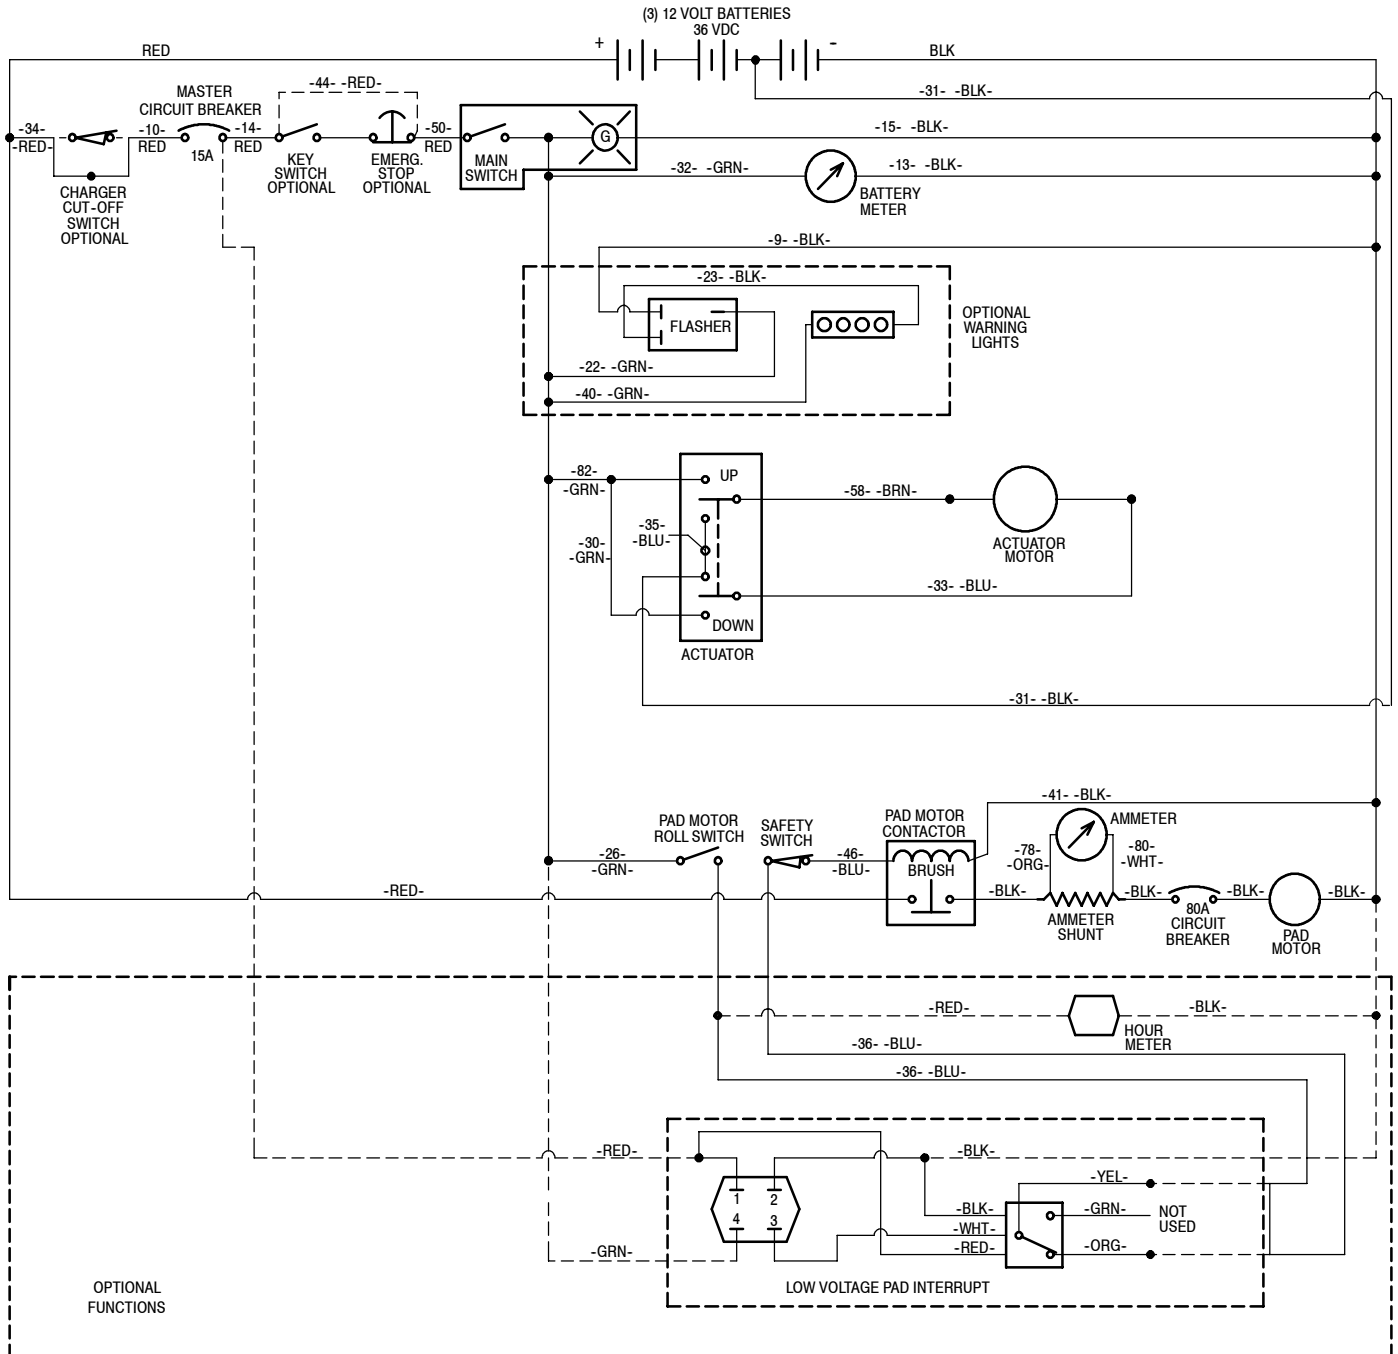 (3) 12 VOLT BATTERIES
36 VDC
+
-
RED
BLK
-31- -BLK-
MASTER
CIRCUIT BREAKER
-44- -RED-
-34-
-RED-
-10-
RED
15A
-14-
RED
KEY
SWITCH
OPTIONAL
EMERG.
STOP
OPTIONAL
-50-
RED
MAIN
SWITCH
G
-15- -BLK-
CHARGER
CUT-OFF
SWITCH
OPTIONAL
-32- -GRN-
-13- -BLK-
BATTERY
METER
-9- -BLK-
-23- -BLK-
FLASHER
OPTIONAL
WARNING
LIGHTS
-22- -GRN-
-40- -GRN-
-82-
-GRN-
UP
-58- -BRN-
-35-
-BLU-
-30-
-GRN-
ACTUATOR
MOTOR
-33- -BLU-
DOWN
ACTUATOR
-31- -BLK-
-41- -BLK-
PAD MOTOR
ROLL SWITCH
SAFETY
SWITCH
PAD MOTOR
CONTACTOR
AMMETER
-26-
-GRN-
-46-
-BLU-
BRUSH
-78-
-ORG-
-80-
-WHT-
-RED-
-BLK-
-BLK-
-BLK-
-BLK-
AMMETER
SHUNT
80A
CIRCUIT
BREAKER
PAD
MOTOR
-RED-
-BLK-
HOUR
METER
-36- -BLU-
-36- -BLU-
-RED-
-BLK-
-YEL-
1
2
4
3
-BLK-
-GRN-
NOT
USED
-WHT-
-RED-
-ORG-
-GRN-
LOW VOLTAGE PAD INTERRUPT
OPTIONAL
FUNCTIONS